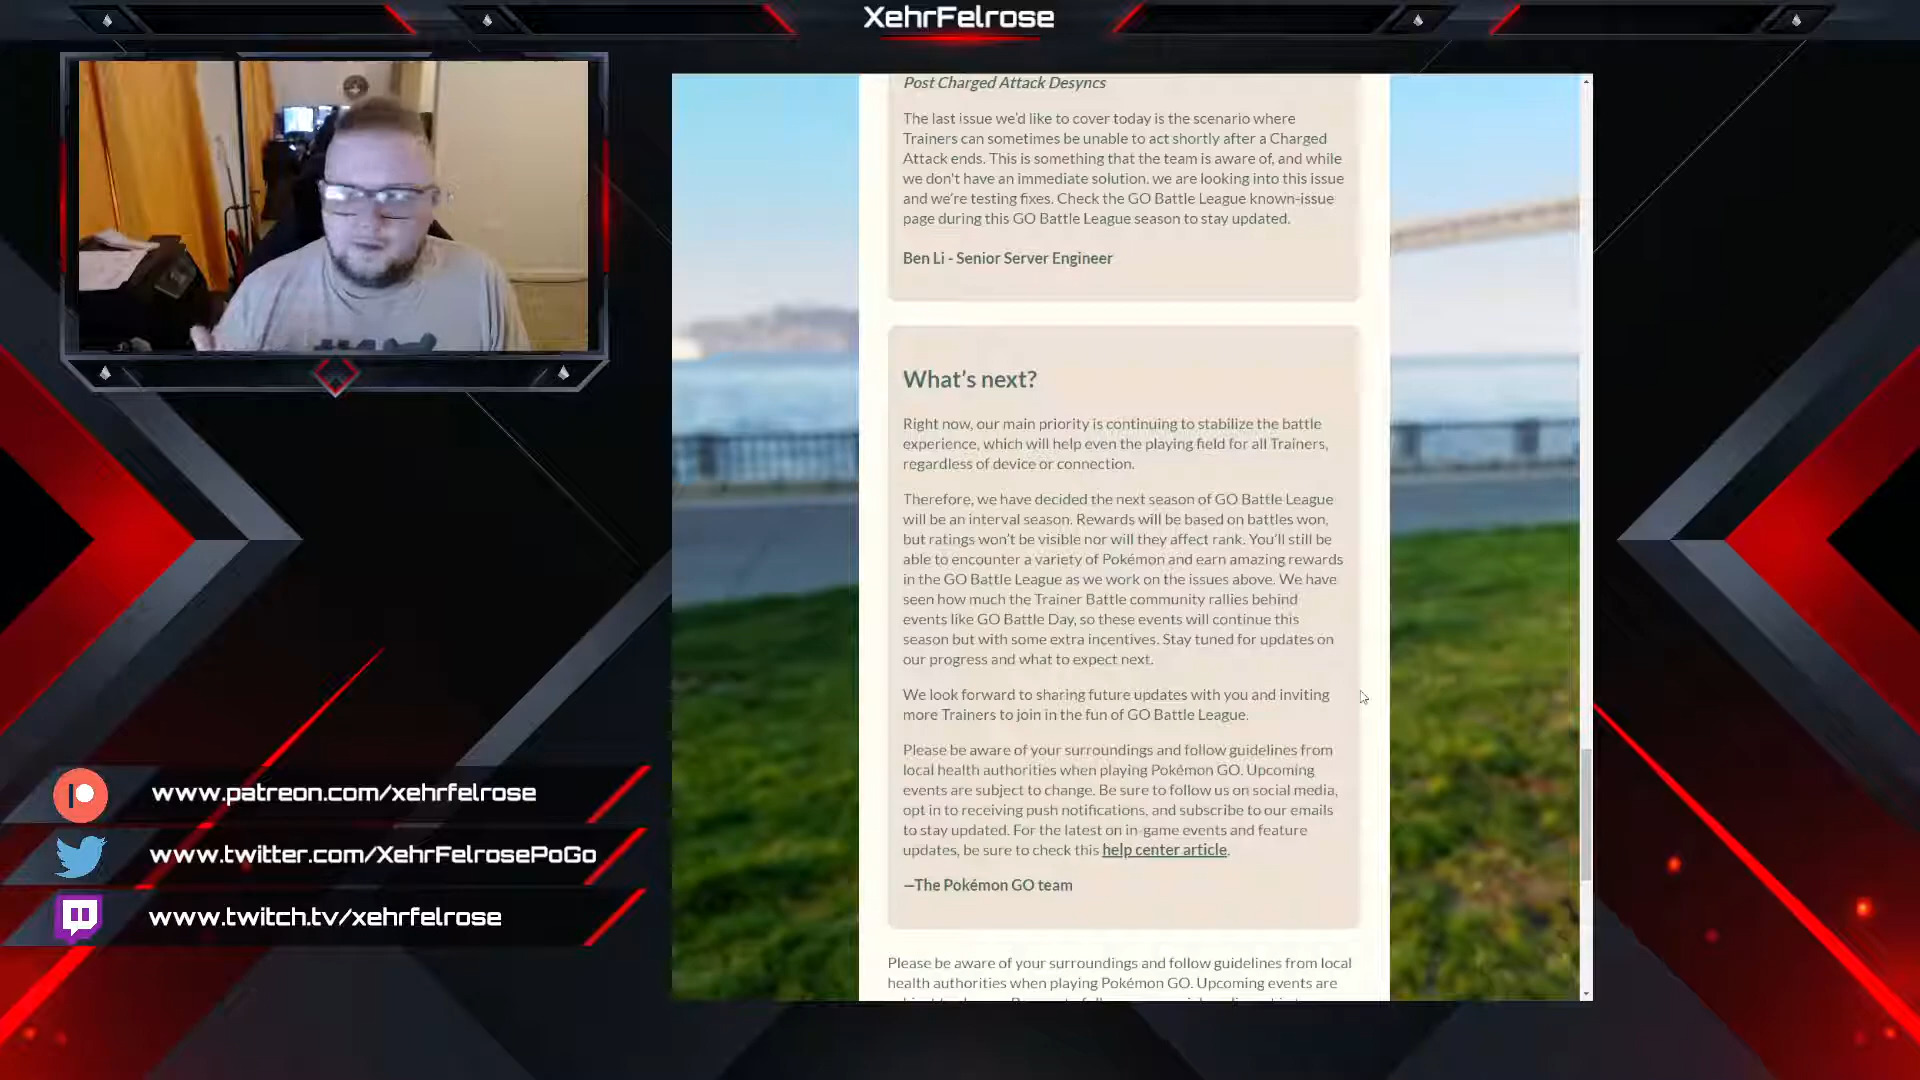 XehrFelrose
Post Charged Attack Desyncs
The last issue we'd like to cover today is the scenario where
Trainers can sometimes be unable to act shortly after a Charged
Attack ends. This is something that the team is aware of, and while
we don't have an immediate solution. we are looking into this issue
and we're testing fixes. Check the GO Battle League known-issue
page during this GO Battle League season to stay updated.
Ben Li - Senior Server Engineer
What's next?
Right now, our main priority is continuing to stabilize the battle
experience, which will help even the playing field for all Trainers,
regardless of device or connection.
Therefore, we have decided the next season of GO Battle League
will be an interval season. Rewards will be based on battles won,
but ratings won't be visible nor will they affect rank. You'll still be
able to encounter a variety of Pokémon and earn amazing rewards
in the GO Battle League as we work on the issues above. We have
seen how much the Trainer Battle community rallies behind
events like GO Battle Day, so these events will continue this
season but with some extra incentives. Stay tuned for updates on
our progress and what to expect next.
We look forward to sharing future updates with you and inviting
more Trainers to join in the fun of GO Battle League.
Please be aware of your surroundings and follow guidelines from
local health authorities when playing Pokémon GO. Upcoming
events are subject to change. Be sure to follow us on social media,
opt in to receiving push notifications, and subscribe to our emails
to stay updated. For the latest on in-game events and feature
updates, be sure to check this help center article.
—The Pokémon GO team
Please be aware of your surroundings and follow guidelines from local
health authorities when playing Pokémon GO. Upcoming events are
www.patreon.com/xehrfelrose
www.twitter.com/XehrFelrosePoGo
www.twitch.tv/xehrfelrose